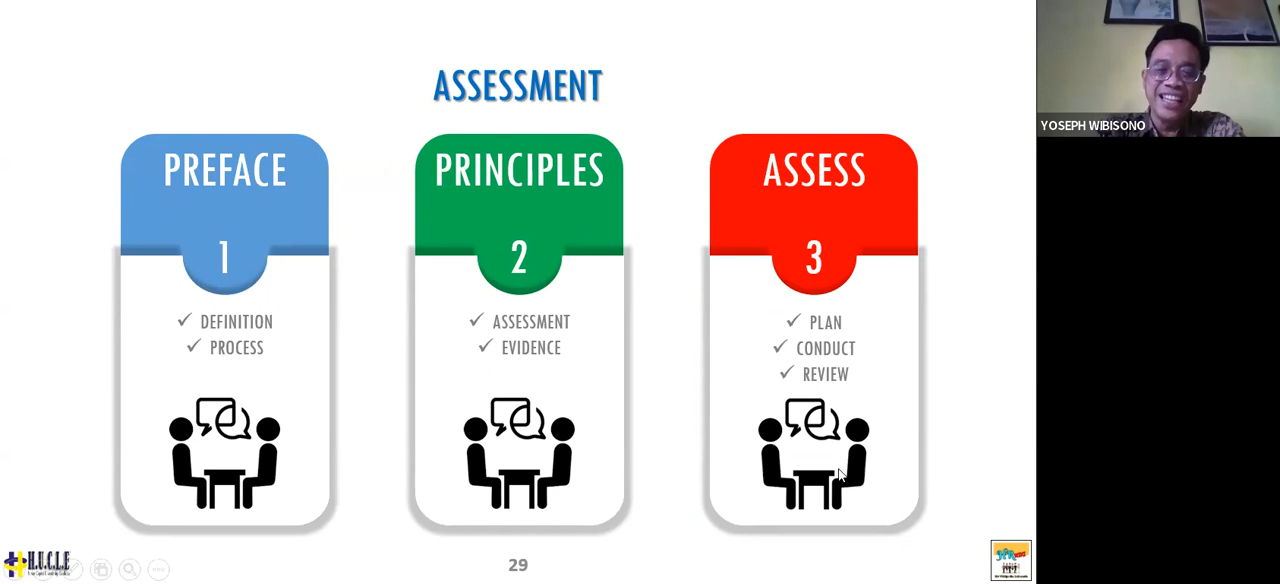 ASSESSMENT
PREFACE
1
✓ DEFINITION
✓ PROCESS
PRINCIPLES
2
✓ ASSESSMENT
✓ EVIDENCE
ASSESS
3
✓ PLAN
✓ CONDUCT
✓ REVIEW
29
YOSEPH WIBISONO